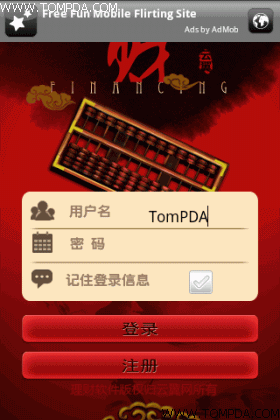 WWW.TOMPDA.COM
Free Fun Mobile Flirting Site
Ads by AdMob
财
FINANCING
用户名
TomPDA
密 码
记住登录信息
登录
注册
WWW.TOMPDA.COM